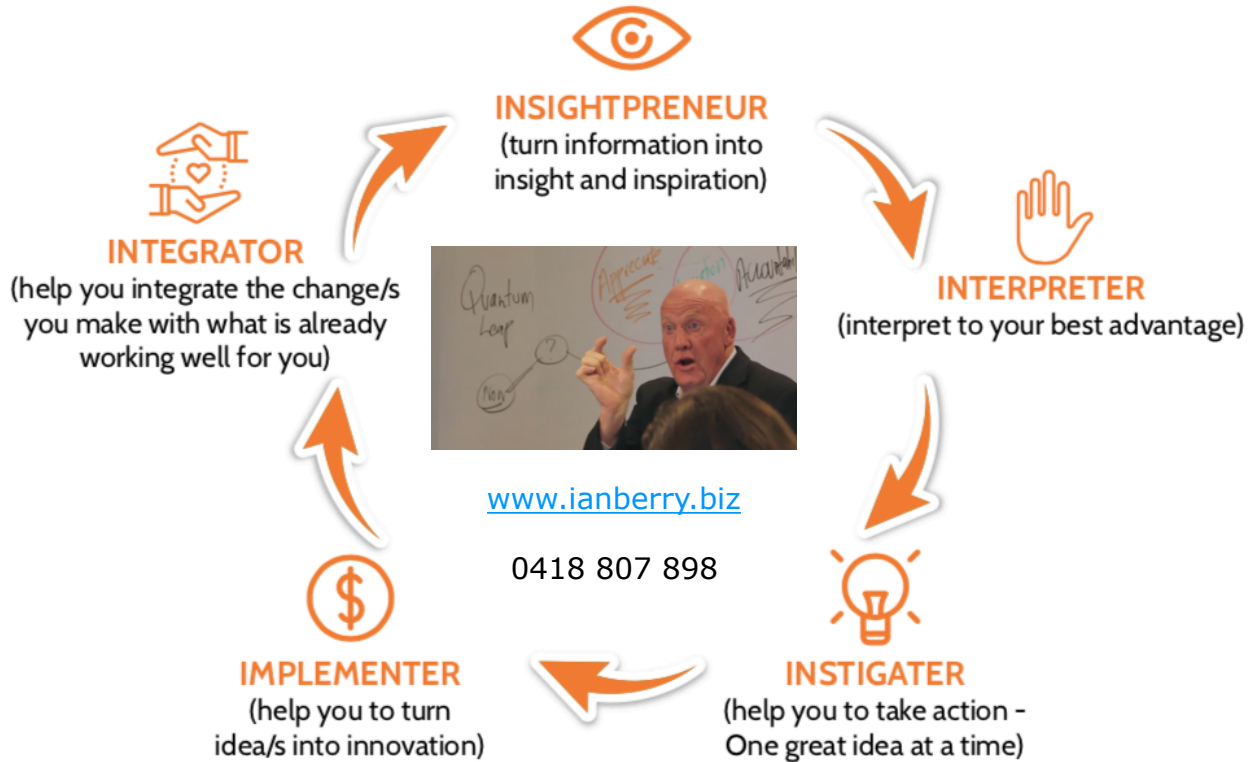 INSIGHTPRENEUR
(turn information into
insight and inspiration)
INTERPRETER
(interpret to your best advantage)
INSTIGATER
(help you to take action -
One great idea at a time)
IMPLEMENTER
(help you to turn
idea/s into innovation)
INTEGRATOR
(help you integrate the change/s
you make with what is already
working well for you)
Quantum
Leap
?
Now
Appreciate
www.ianberry.biz
0418 807 898
$